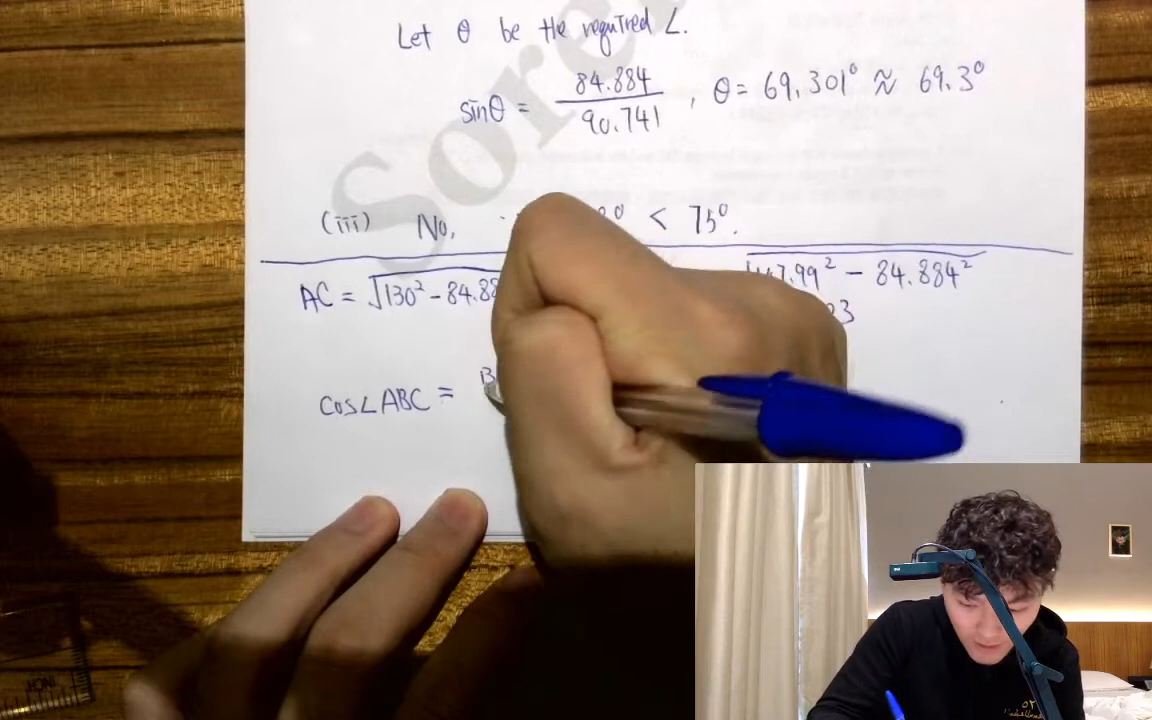 Let θ be the required ∠.
sinθ = 84.884 / 90.741 , θ = 69.301° ≈ 69.3°
(iii) No, < 75°.
AC = √130² - 84.88 .99² - 84.884²
cos∠ABC =
Sore